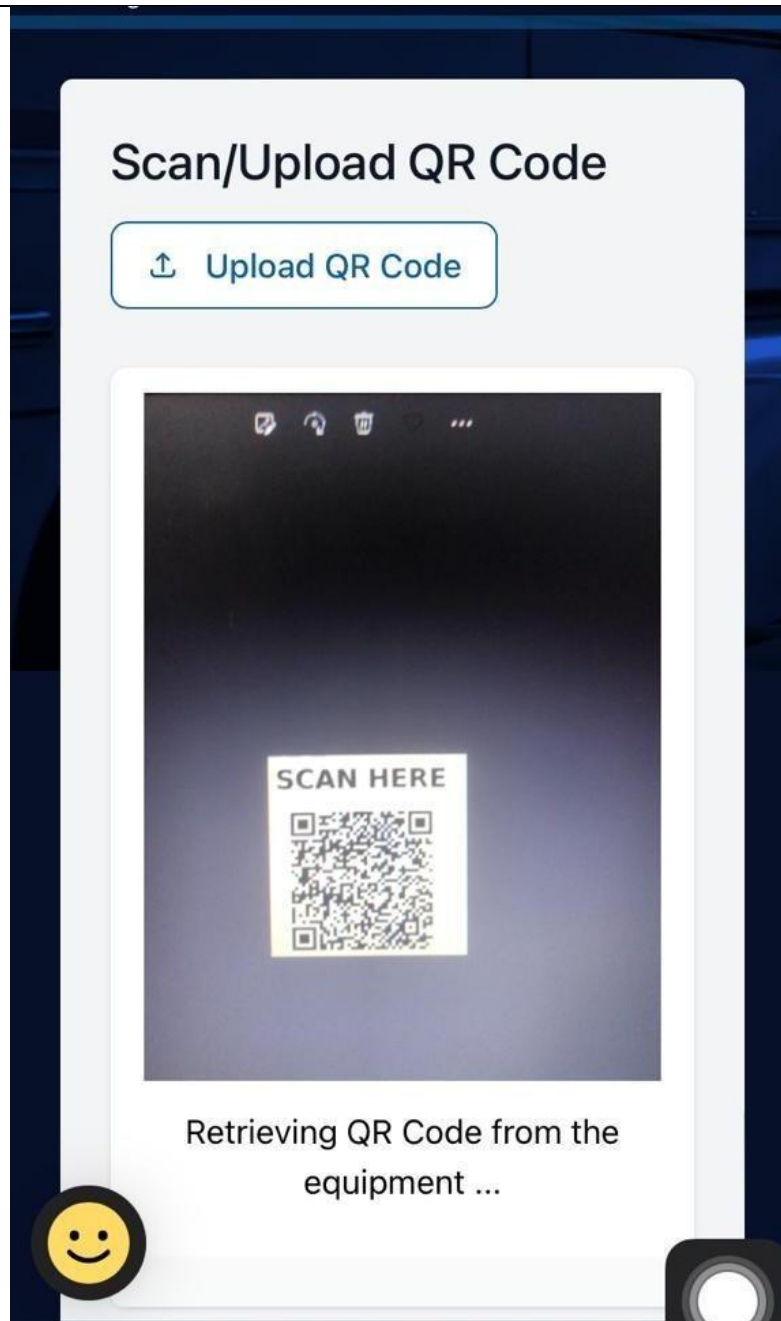 Scan/Upload QR Code
Upload QR Code
SCAN HERE
Retrieving QR Code from the
equipment ...